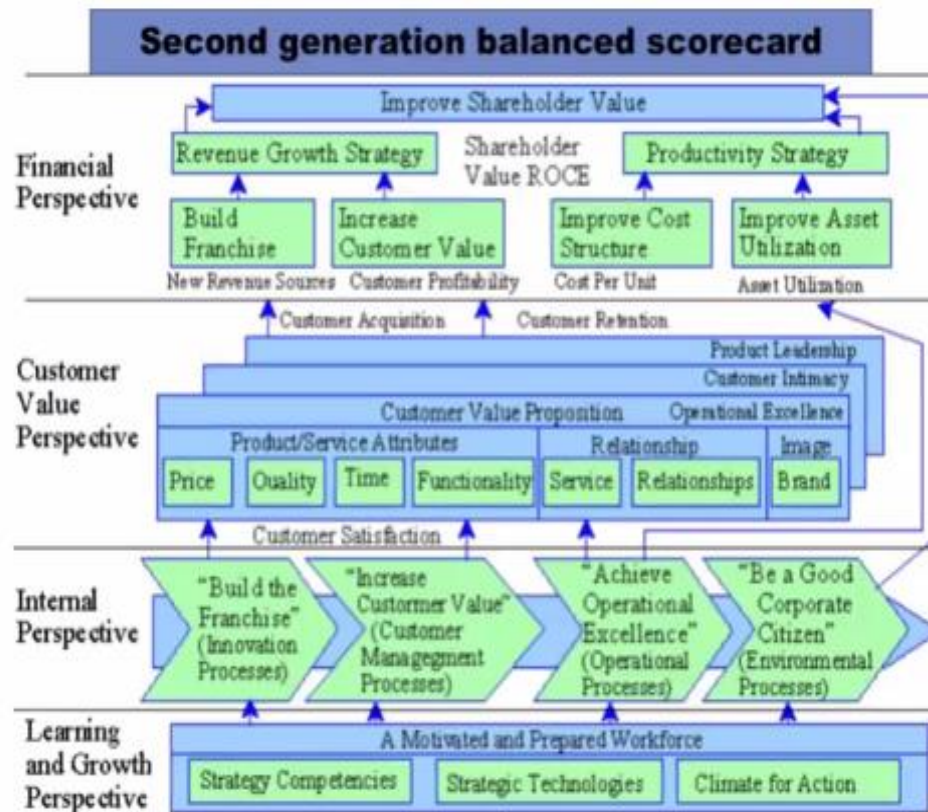 Second generation balanced scorecard
Improve Shareholder Value
Financial
Perspective
Revenue Growth Strategy
Shareholder
Value ROCE
Productivity Strategy
Build
Franchise
Increase
Customer Value
Improve Cost
Structure
Improve Asset
Utilization
New Revenue Sources
Customer Profitability
Cost Per Unit
Asset Utilization
Customer Acquisition
Customer Retention
Customer
Value
Perspective
Product Leadership
Customer Intimacy
Customer Value Proposition
Operational Excellence
Product/Service Attributes
Relationship
Image
Price
Quality
Time
Functionality
Service
Relationships
Brand
Customer Satisfaction
Internal
Perspective
"Build the
Franchise"
(Innovation
Processes)
"Increase
Custormer Value"
(Customer
Managegment
Processes)
"Achieve
Operational
Excellence"
(Operational
Processes)
"Be a Good
Corporate
Citizen"
(Environmental
Processes)
Learning
and Growth
Perspective
A Motivated and Prepared Workforce
Strategy Competencies
Strategic Technologies
Climate for Action